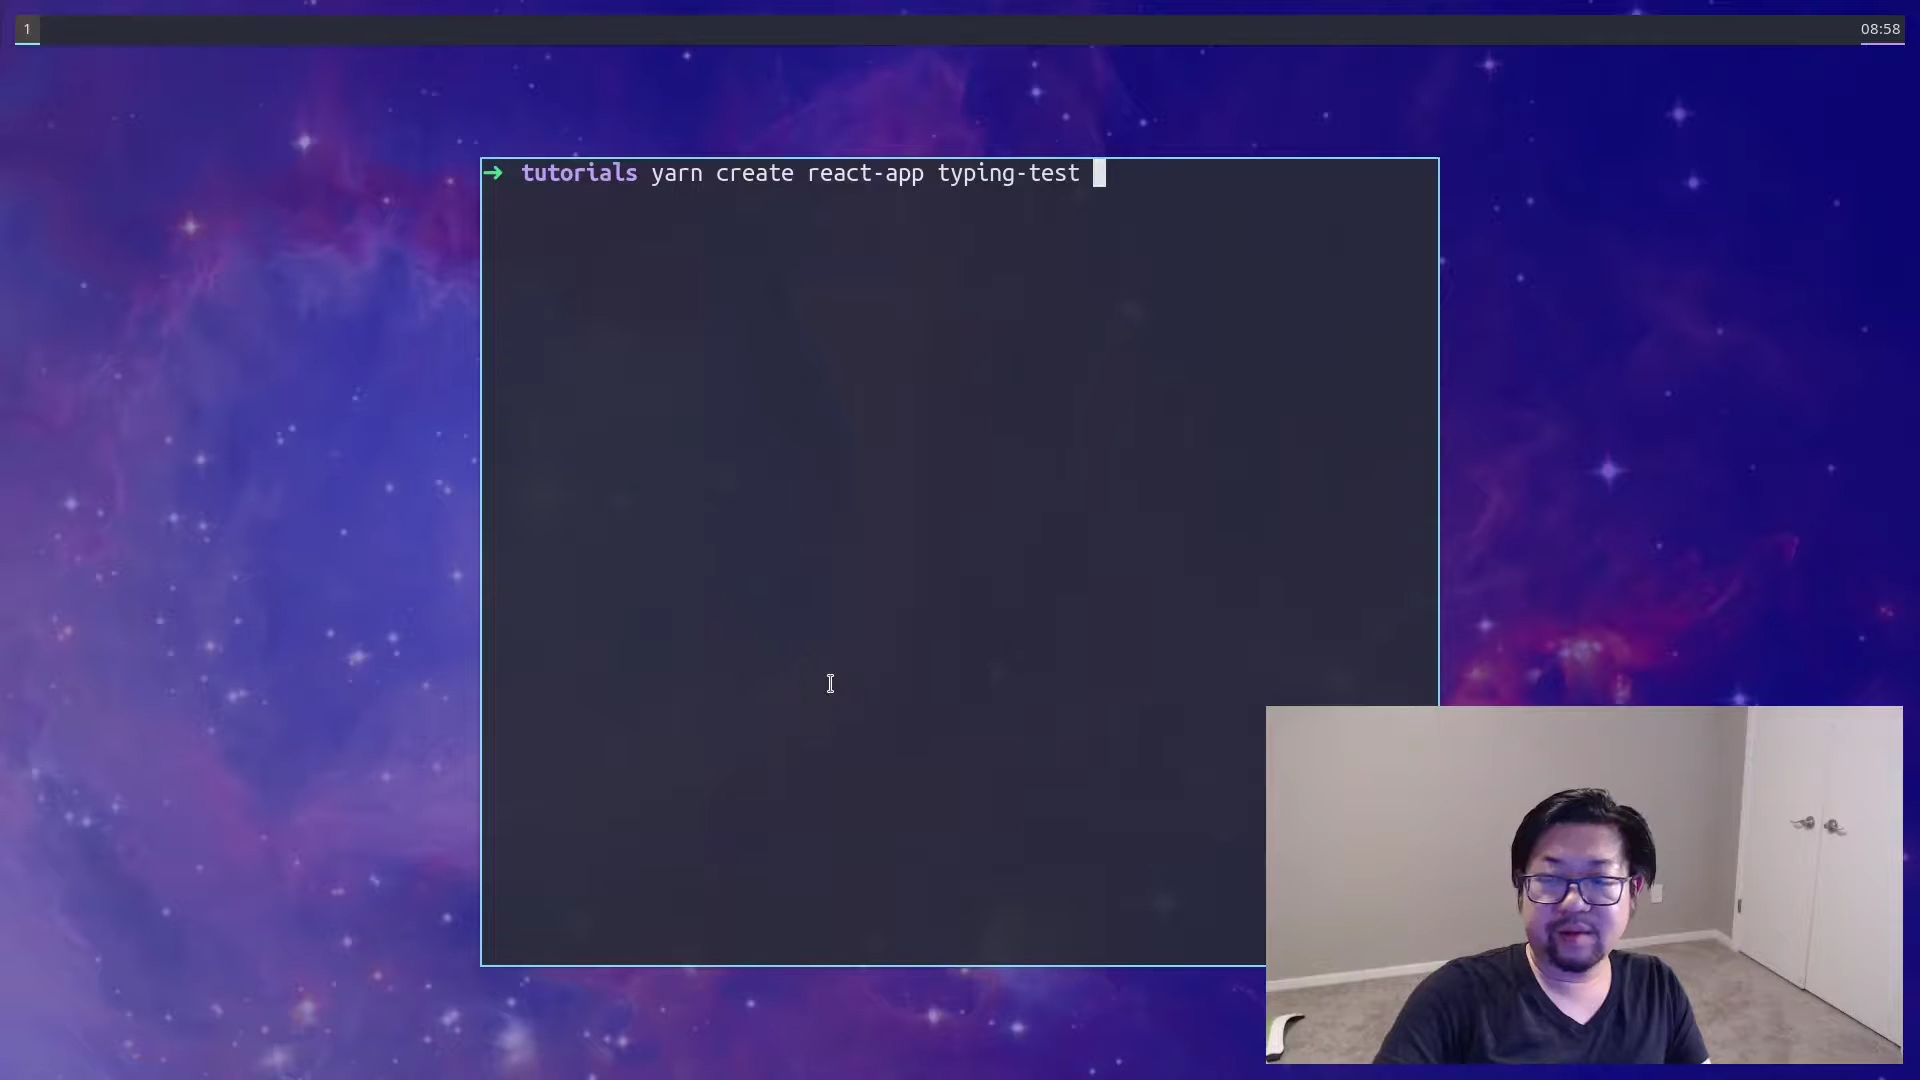 1
08:58
➜ tutorials yarn create react-app typing-test